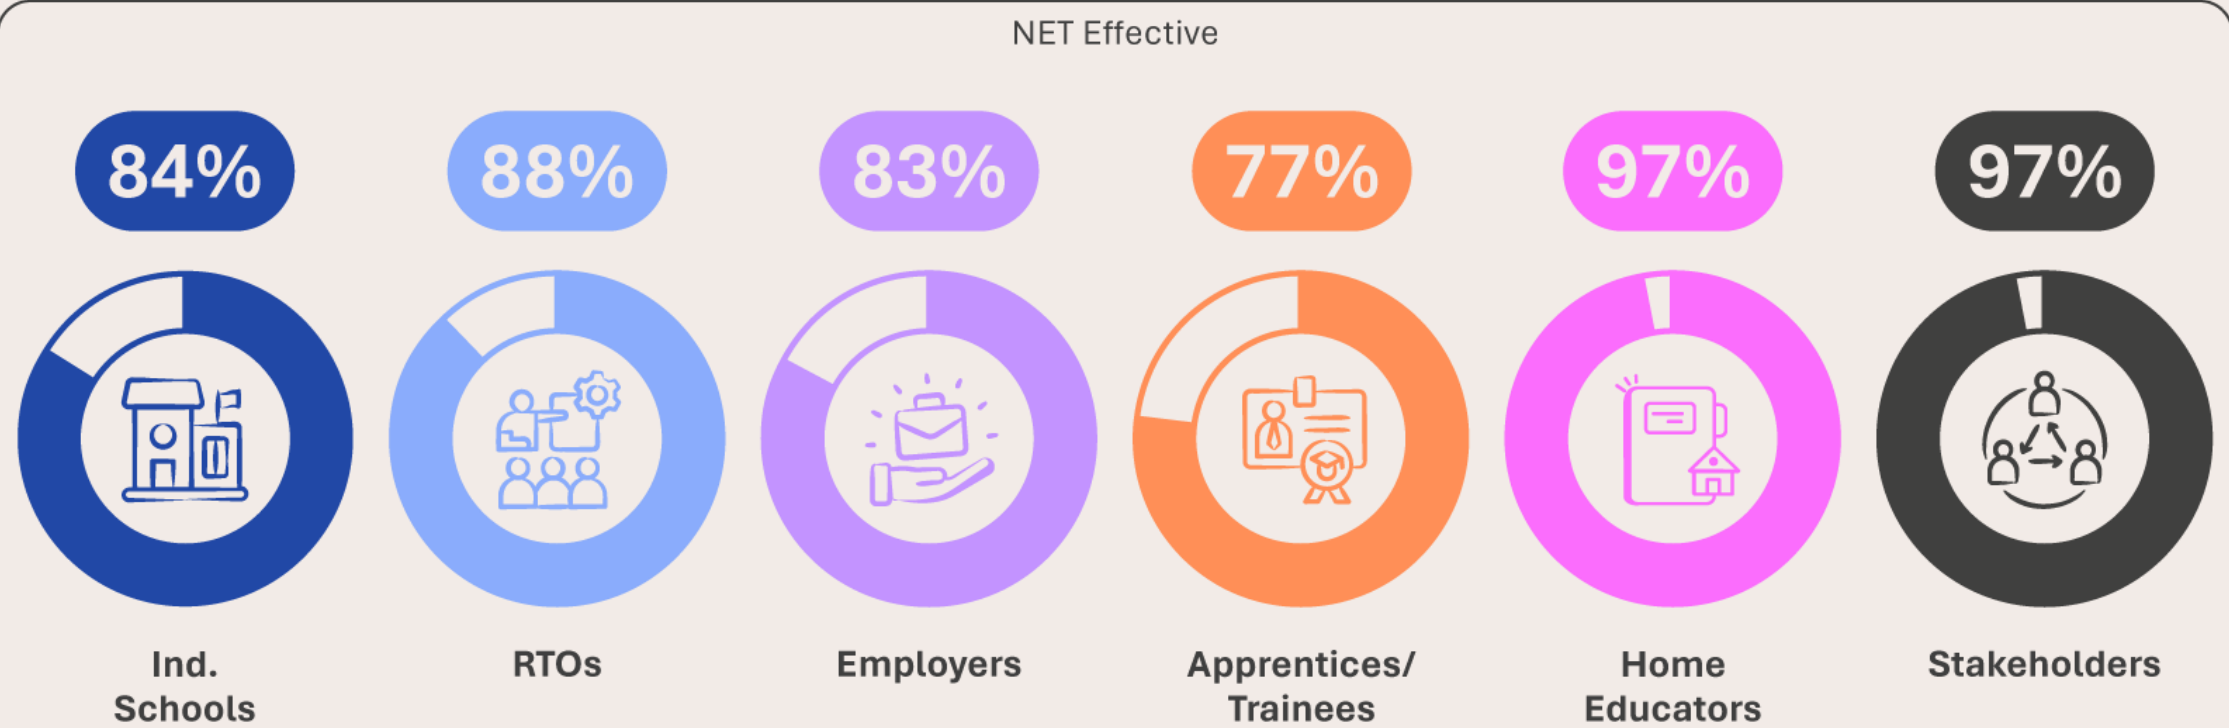 NET Effective
84%
88%
83%
77%
97%
97%
Ind.
Schools
RTOs
Employers
Apprentices/
Trainees
Home
Educators
Stakeholders